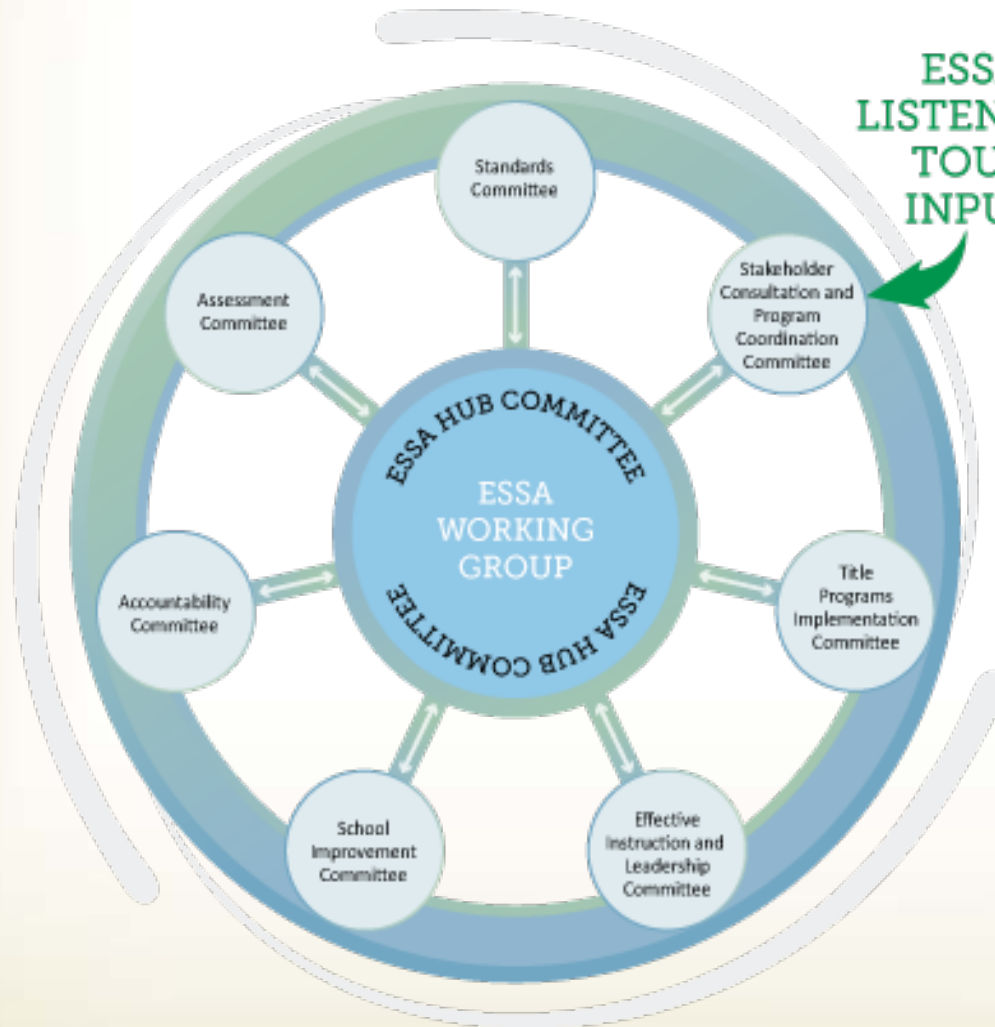 ESSA
LISTEN
TOU
INPU
Standards
Committee
Stakeholder
Consultation and
Program
Coordination
Committee
Assessment
Committee
ESSA HUB COMMITTEE
ESSA
WORKING
GROUP
ESSA HUB COMMITTEE
Title
Programs
Implementation
Committee
Accountability
Committee
School
Improvement
Committee
Effective
Instruction and
Leadership
Committee